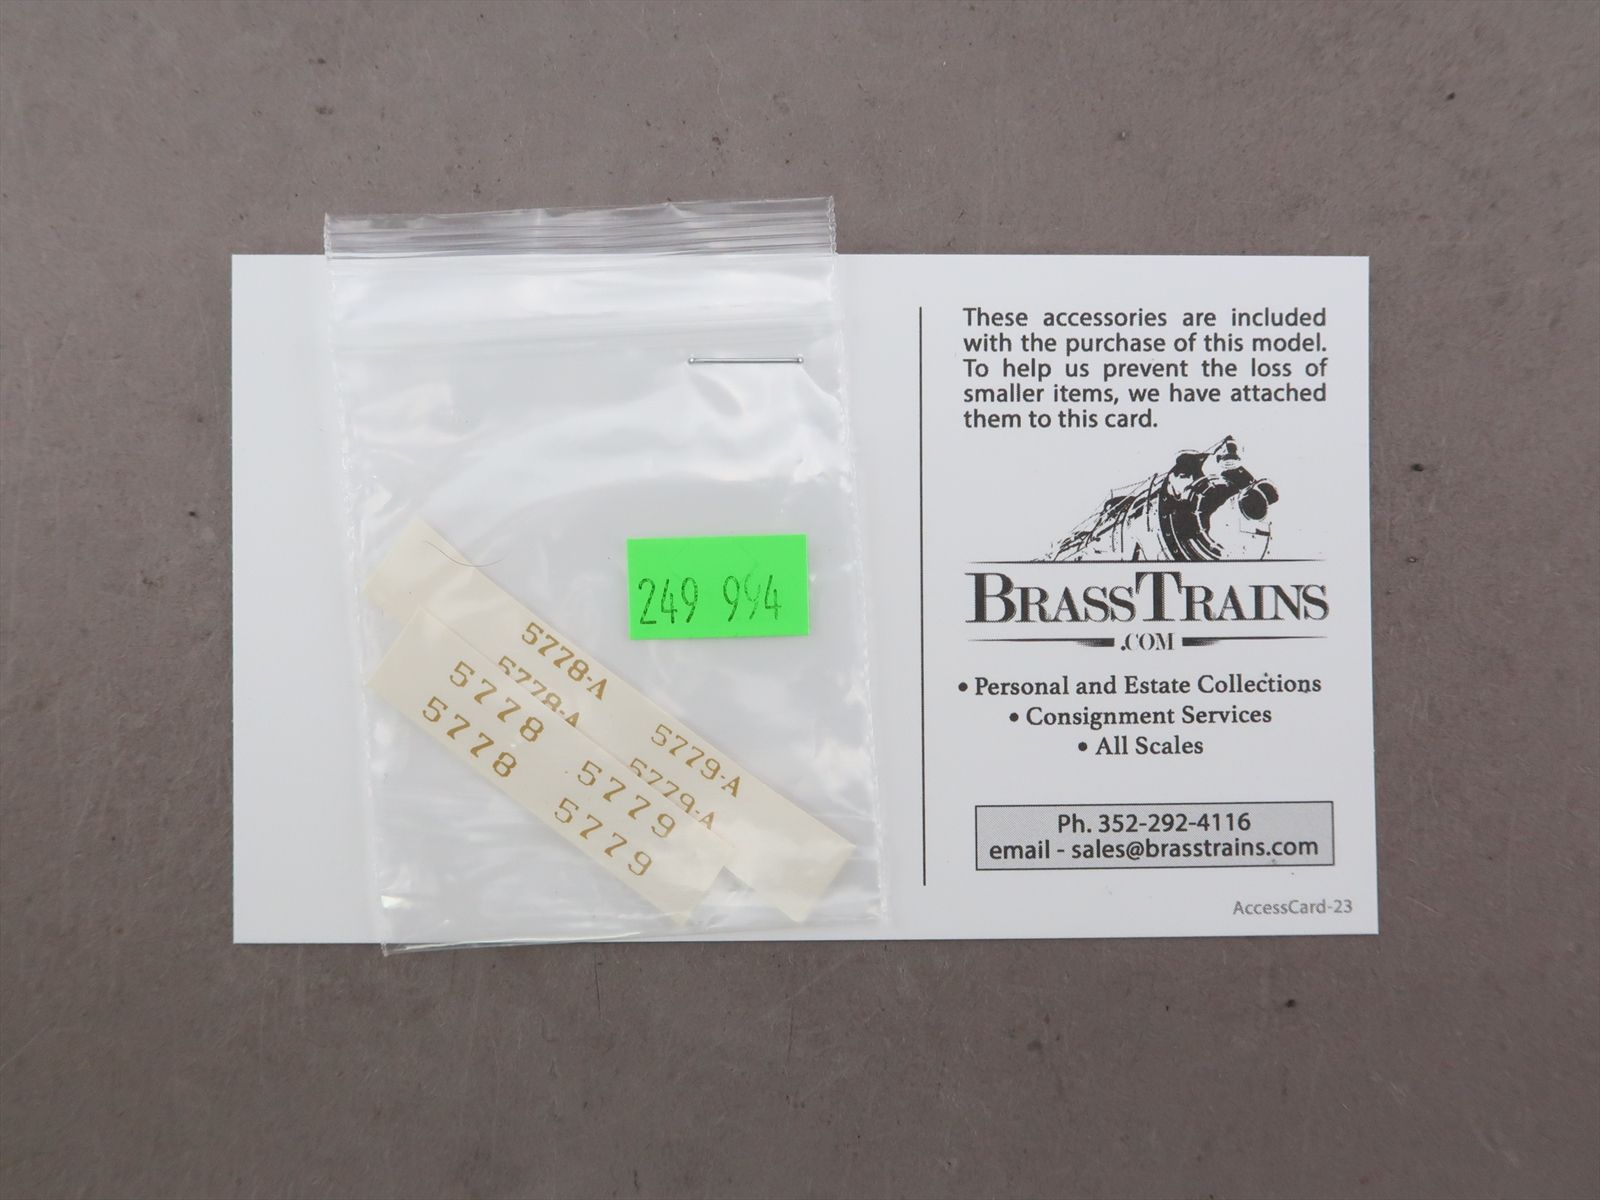 249 994
5778-A
5778-A
5779-A
5779-A
5778
5778
5779
5779
These accessories are included
with the purchase of this model.
To help us prevent the loss of
smaller items, we have attached
them to this card.
BRASSTRAINS
.COM
• Personal and Estate Collections
• Consignment Services
• All Scales
Ph. 352-292-4116
email - sales@brasstrains.com
AccessCard-23